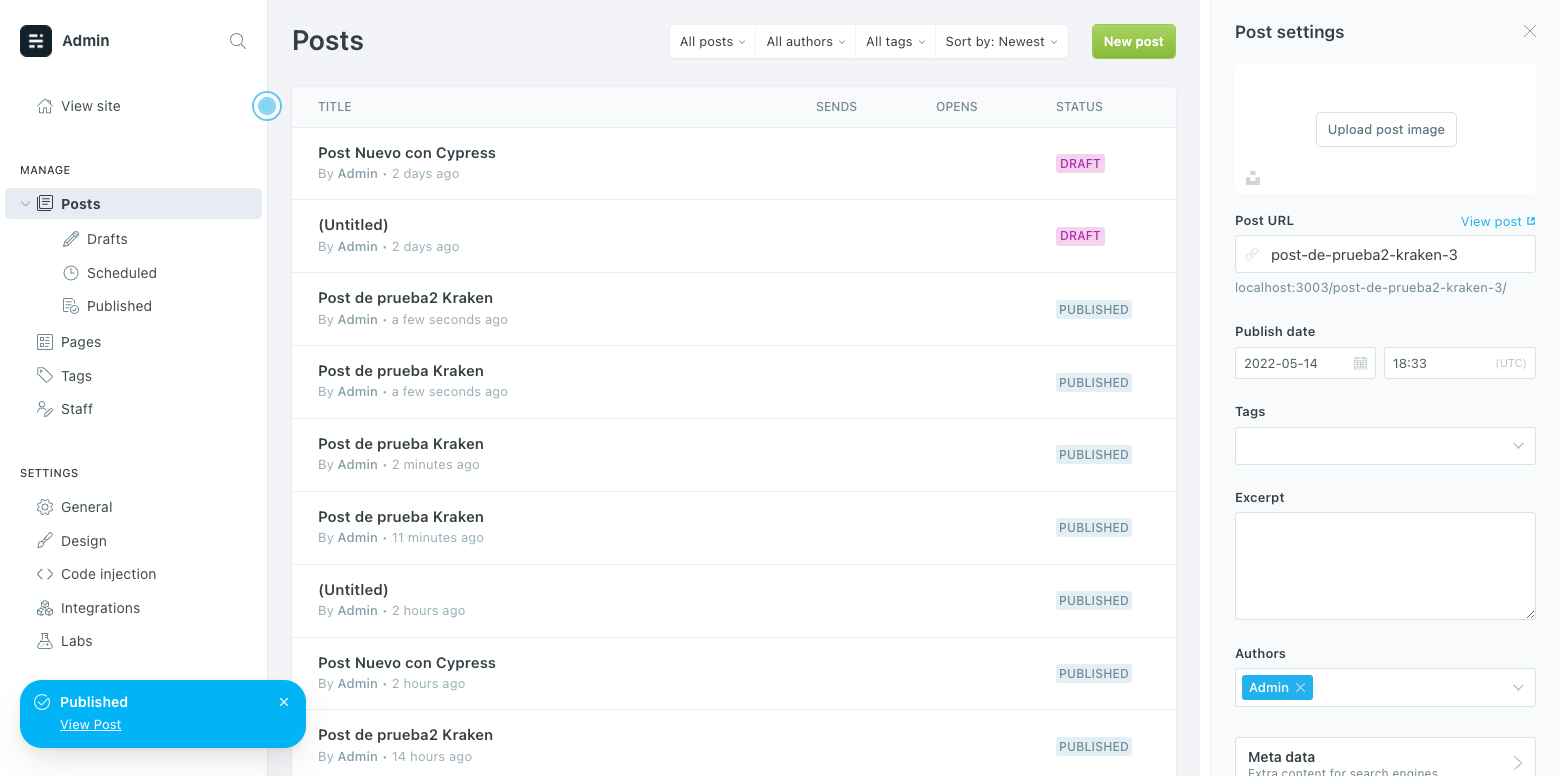 Admin
View site
MANAGE
Posts
Drafts
Scheduled
Published
Pages
Tags
Staff
SETTINGS
General
Design
Code injection
Integrations
Labs
Published
View Post
Posts
All posts
All authors
All tags
Sort by: Newest
New post
TITLE SENDS OPENS STATUS
Post Nuevo con Cypress
By Admin • 2 days ago
DRAFT
(Untitled)
By Admin • 2 days ago
DRAFT
Post de prueba2 Kraken
By Admin • a few seconds ago
PUBLISHED
Post de prueba Kraken
By Admin • a few seconds ago
PUBLISHED
Post de prueba Kraken
By Admin • 2 minutes ago
PUBLISHED
Post de prueba Kraken
By Admin • 11 minutes ago
PUBLISHED
(Untitled)
By Admin • 2 hours ago
PUBLISHED
Post Nuevo con Cypress
By Admin • 2 hours ago
PUBLISHED
Post de prueba2 Kraken
By Admin • 14 hours ago
PUBLISHED
Post settings
Upload post image
Post URL
View post
post-de-prueba2-kraken-3
localhost:3003/post-de-prueba2-kraken-3/
Publish date
2022-05-14
18:33 (UTC)
Tags
Excerpt
Authors
Admin
Meta data
Extra content for search engines